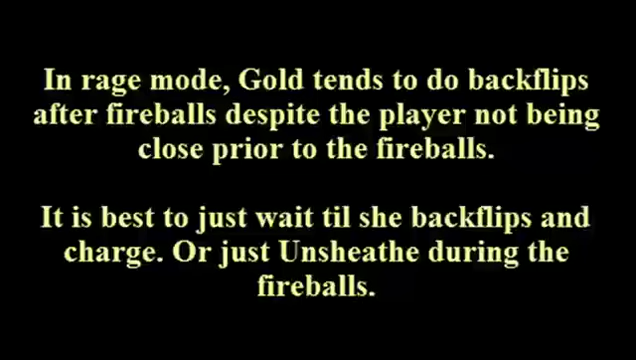 In rage mode, Gold tends to do backflips
after fireballs despite the player not being
close prior to the fireballs.
It is best to just wait til she backflips and
charge. Or just Unsheathe during the
fireballs.